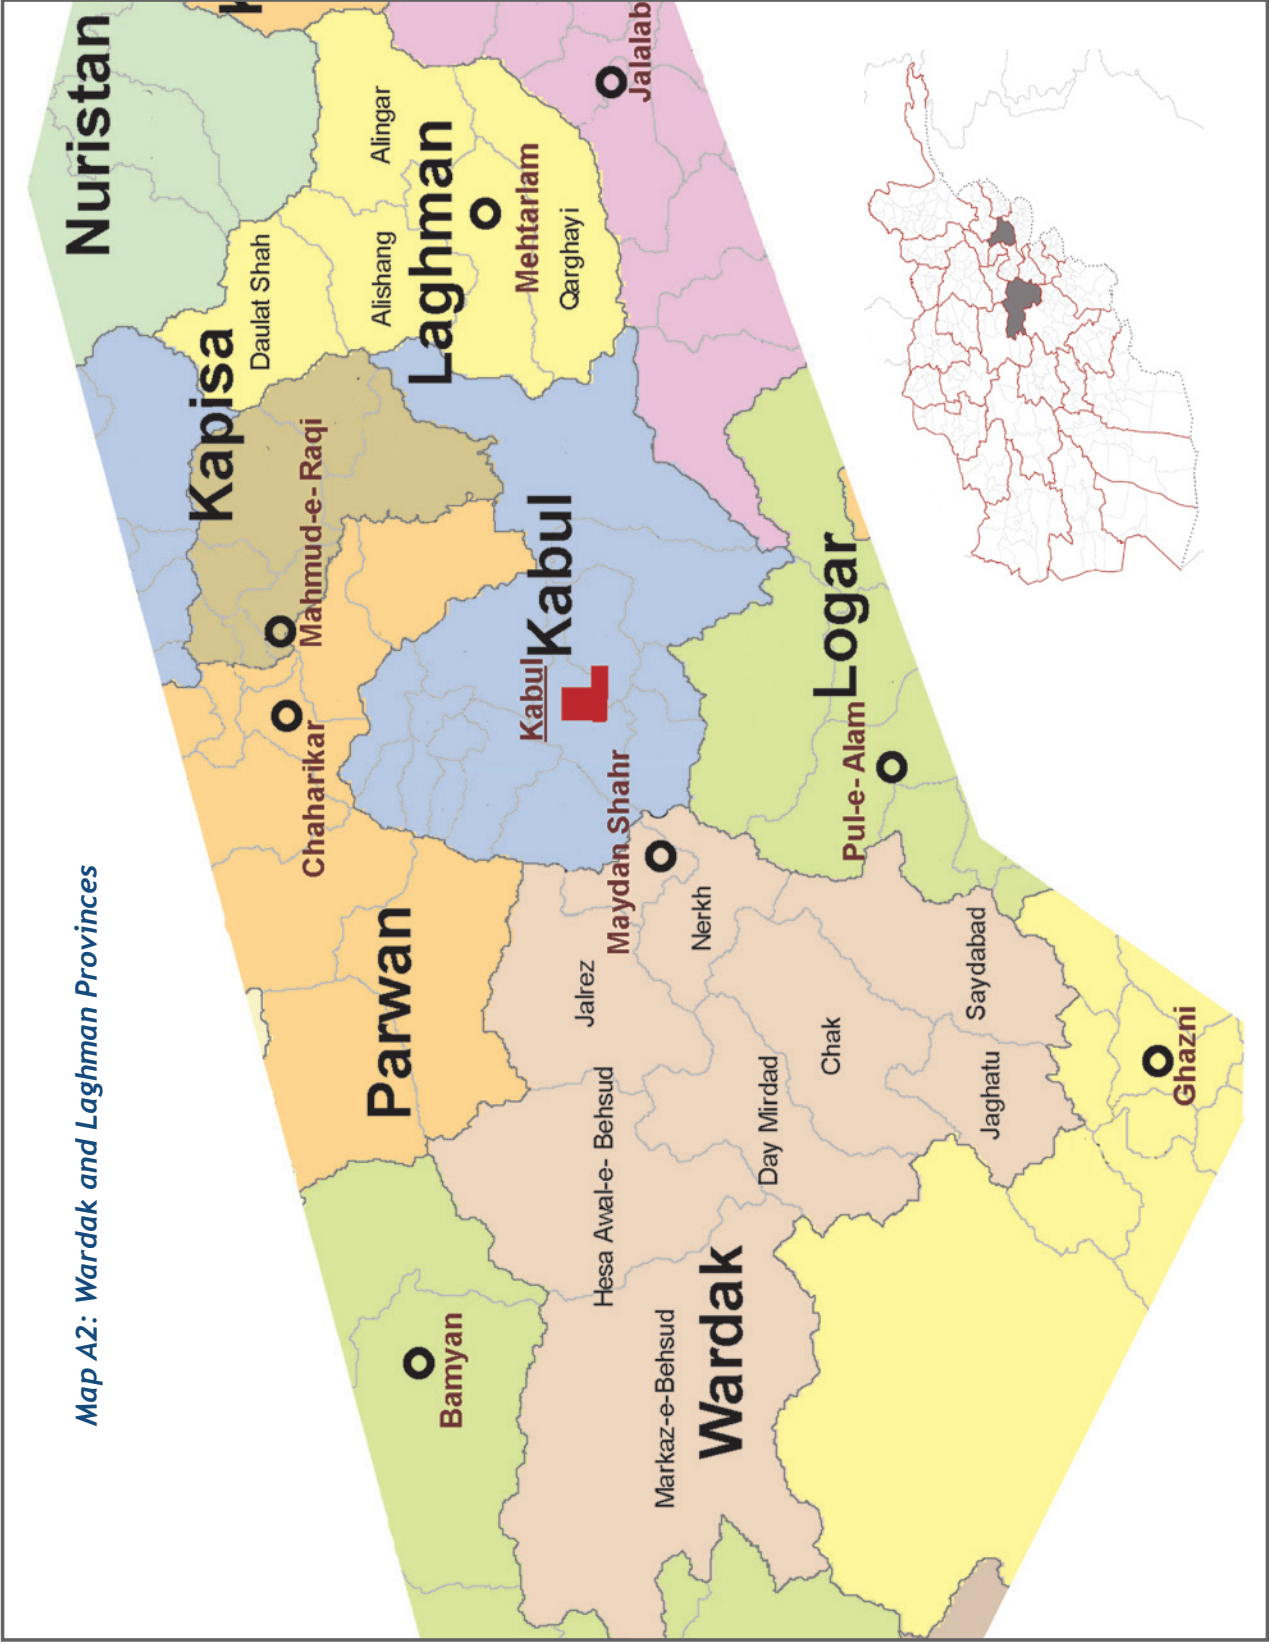 Map A2: Wardak and Laghman Provinces
Nuristan
K
Kapisa
Daulat Shah
Alingar
Alishang
Laghman
Mehtarlam
Qarghayi
Jalalab
Mahmud-e-Raqi
Chaharikar
Parwan
Kabul
Kabul
Logar
Pul-e-Alam
Maydan Shahr
Nerkh
Jalrez
Hesa Awal-e- Behsud
Day Mirdad
Chak
Saydabad
Jaghatu
Ghazni
Bamyan
Markaz-e-Behsud
Wardak